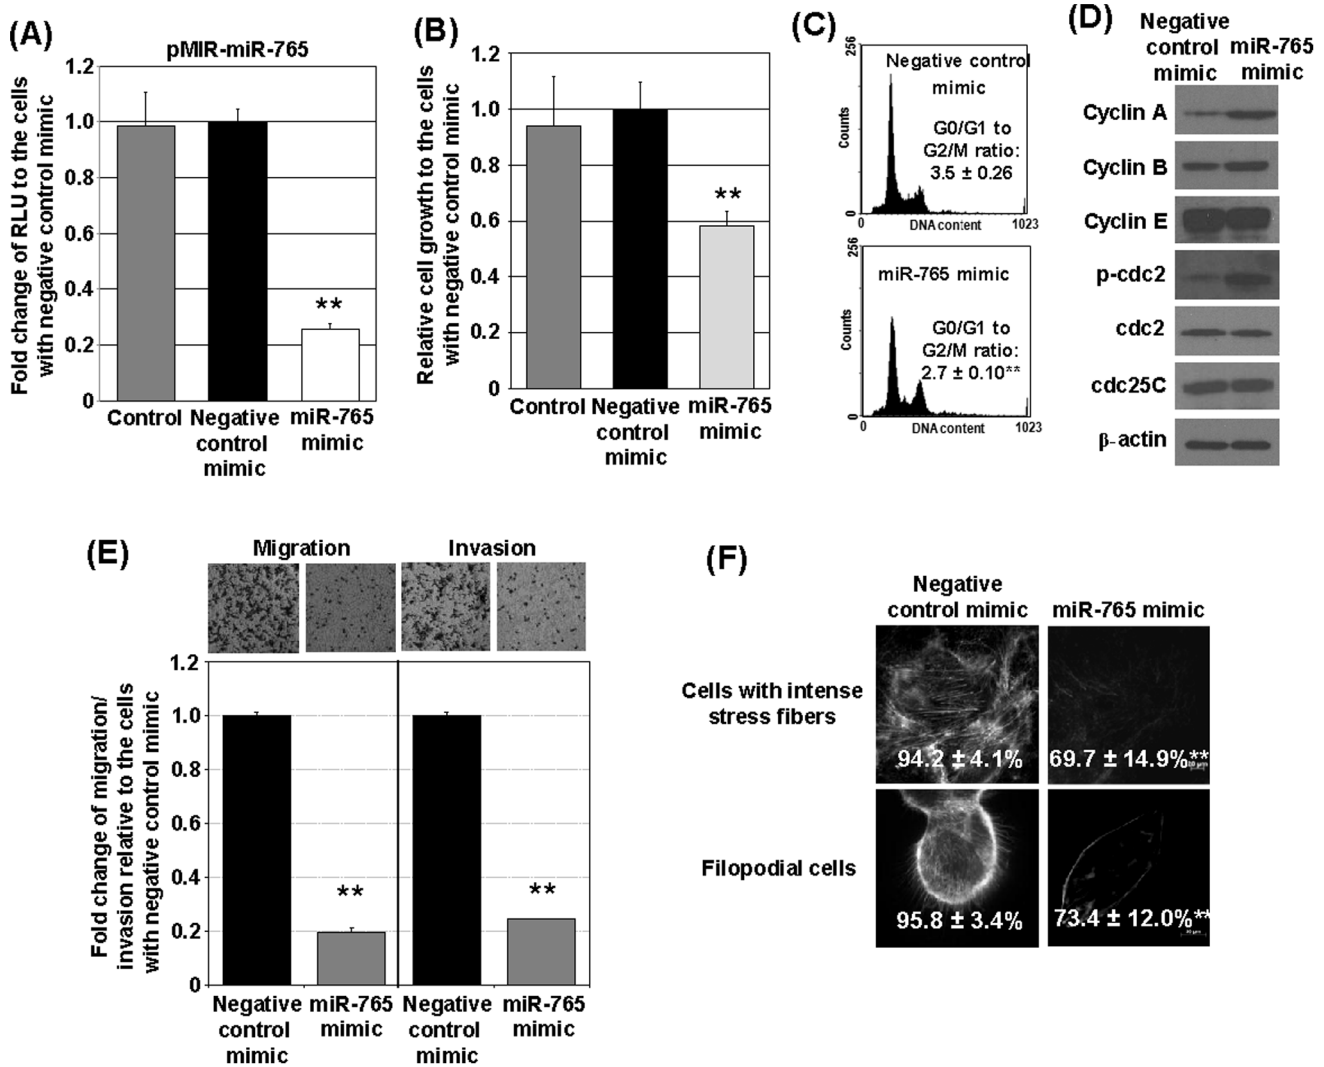 (A)
pMIR-miR-765
Fold change of RLU to the cells
with negative control mimic
1.2
1.0
0.8
0.6
0.4
0.2
0
**
Control
Negative
control
mimic
miR-765
mimic
(B)
Relative cell growth to the cells
with negative control mimic
1.2
1.0
0.8
0.6
0.4
0.2
0
**
Control
Negative
control
mimic
miR-765
mimic
(C)
256
Counts
0
Negative control
mimic
G0/G1 to
G2/M ratio:
3.5 ± 0.26
0
DNA content
1023
256
Counts
0
miR-765 mimic
G0/G1 to
G2/M ratio:
2.7 ± 0.10**
0
DNA content
1023
(D)
Negative
control
mimic
miR-765
mimic
Cyclin A
Cyclin B
Cyclin E
p-cdc2
cdc2
cdc25C
β-actin
(E)
Migration
Invasion
Fold change of migration/
invasion relative to the cells
with negative control mimic
1.2
1.0
0.8
0.6
0.4
0.2
0
**
**
Negative
control
mimic
miR-765
mimic
Negative
control
mimic
miR-765
mimic
(F)
Negative
control mimic
miR-765 mimic
Cells with intense
stress fibers
94.2 ± 4.1%
69.7 ± 14.9%**
Filopodial cells
95.8 ± 3.4%
73.4 ± 12.0%**